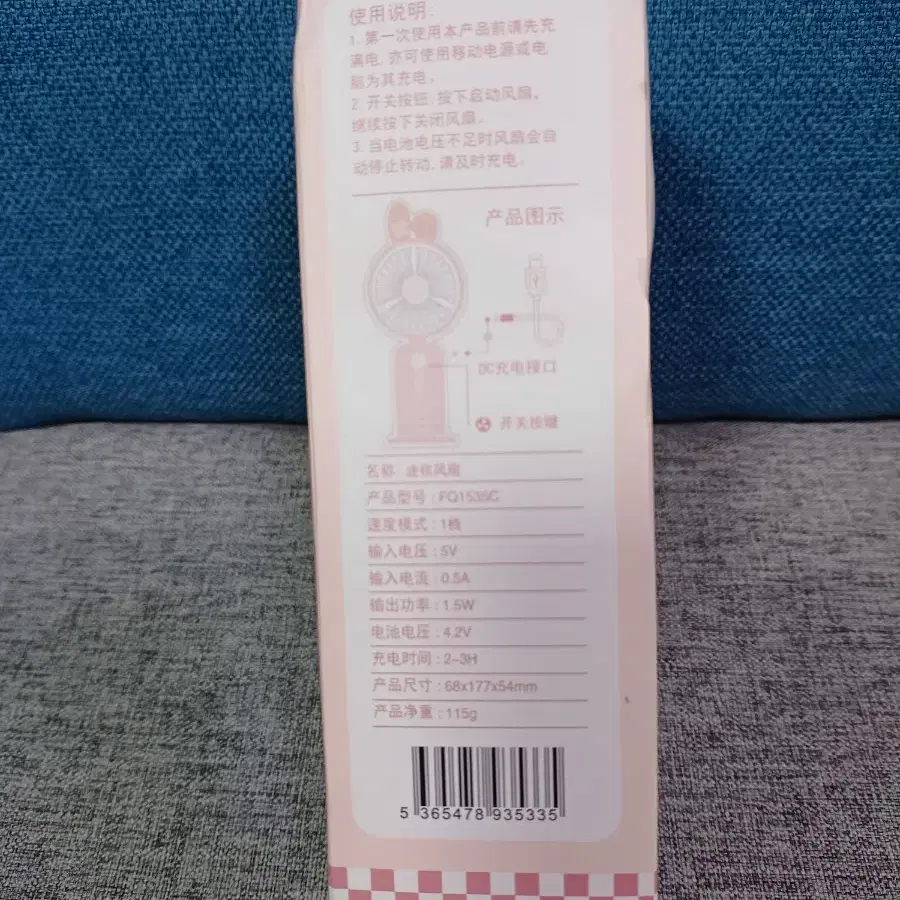 使用说明:
1.第一次使用本产品前请先充
满电,亦可使用移动电源或电
脑为其充电。
2.开关按钮,按下启动风扇,
继续按下关闭风扇。
3.当电池电压不足时风扇会自
动停止转动,请及时充电。
产品图示
DC充电接口
开关按键
名称:迷你风扇
产品型号:FQ1535C
速度模式:1档
输入电压:5V
输入电流:0.5A
输出功率:1.5W
电池电压:4.2V
充电时间:2-3H
产品尺寸:68x177x54mm
产品净重:115g
5 365478 935335